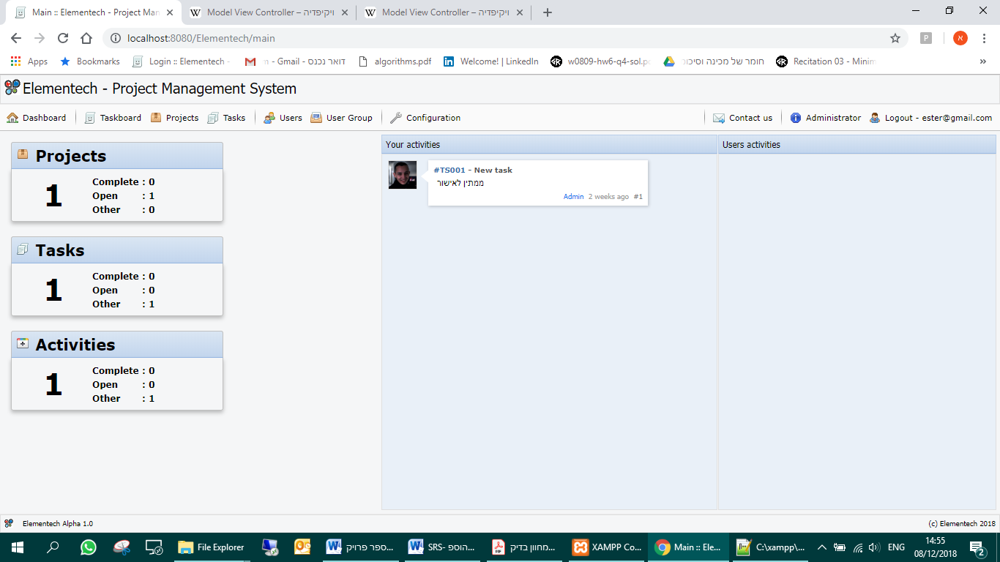 Main :: Elementech - Project Man
Model View Controller – ויקיפדיה
Model View Controller – ויקיפדיה
localhost:8080/Elementech/main
P
א
Apps
Bookmarks
Login :: Elementech -
דואר נכנס - Gmail - m
algorithms.pdf
Welcome! | LinkedIn
w0809-hw6-q4-sol.pd
חומר של מכינה וסיכומ
Recitation 03 - Minim
»
Elementech - Project Management System
Dashboard
Taskboard
Projects
Tasks
Users
User Group
Configuration
Contact us
Administrator
Logout - ester@gmail.com
Projects
1
Complete : 0
Open : 1
Other : 0
Tasks
1
Complete : 0
Open : 0
Other : 1
Activities
1
Complete : 0
Open : 0
Other : 1
Your activities
#TS001 - New task
ממתין לאישור
Admin 2 weeks ago #1
Users activities
Elementech Alpha 1.0
(c) Elementech 2018
File Explorer
ספר פרויק...
SRS- הוספ...
מחוון בדיק...
XAMPP Co...
Main :: Ele...
C:\xampp\...
ENG
14:55
08/12/2018
2